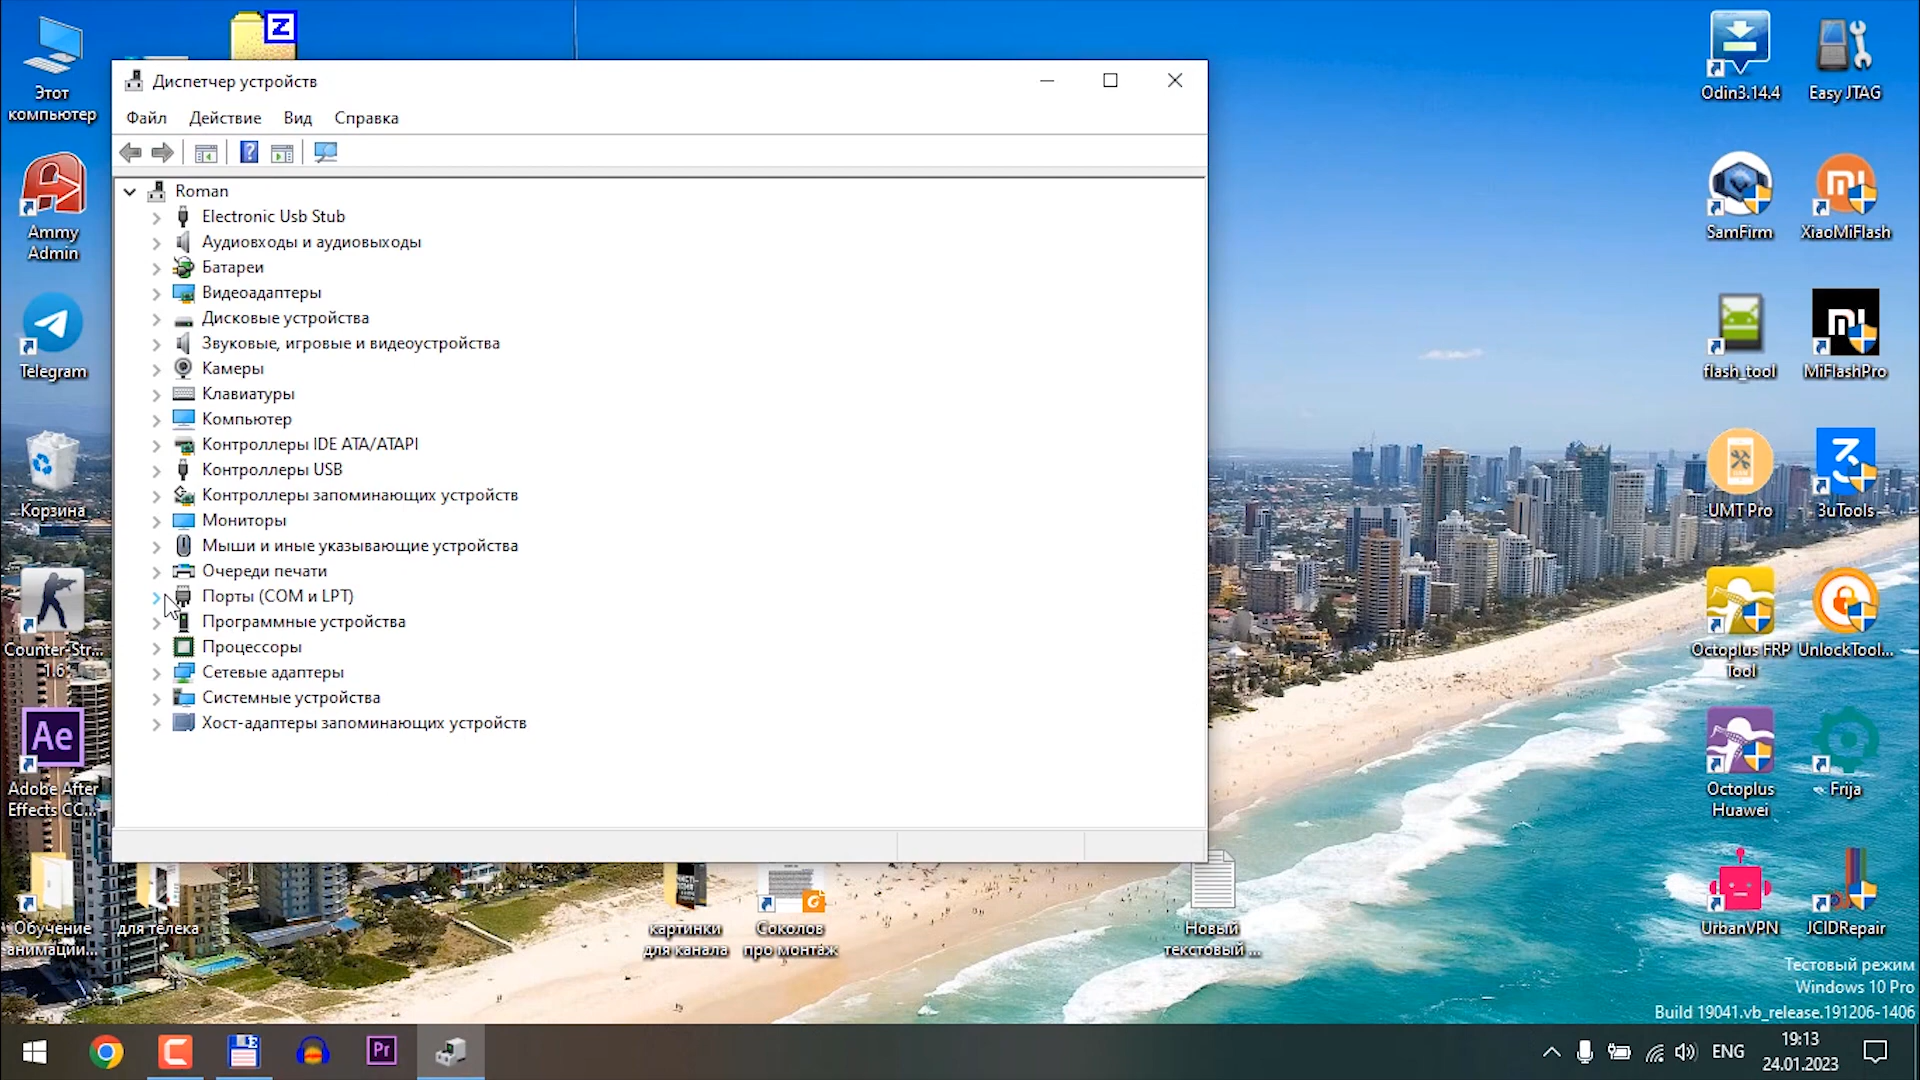 Этот
компьютер
Ammy
Admin
Telegram
Корзина
Counter-Str...
1.6
Ae
Adobe After
Effects CC...
Обучение
анимации...
для телека
Z
Диспетчер устройств
Файл Действие Вид Справка
Roman
Electronic Usb Stub
Аудиовходы и аудиовыходы
Батареи
Видеоадаптеры
Дисковые устройства
Звуковые, игровые и видеоустройства
Камеры
Клавиатуры
Компьютер
Контроллеры IDE ATA/ATAPI
Контроллеры USB
Контроллеры запоминающих устройств
Мониторы
Мыши и иные указывающие устройства
Очереди печати
Порты (COM и LPT)
Программные устройства
Процессоры
Сетевые адаптеры
Системные устройства
Хост-адаптеры запоминающих устройств
картинки
для канала
Соколов
про монтаж
Новый
текстовый ...
Odin3.14.4
Easy JTAG
SamFirm
XiaoMiFlash
flash_tool
MiFlashPro
UMT Pro
3uTools
Octoplus FRP
Tool
UnlockTool...
Octoplus
Huawei
Frija
UrbanVPN
JCIDRepair
Тестовый режим
Windows 10 Pro
Build 19041.vb_release.191206-1406
Pr
ENG
19:13
24.01.2023